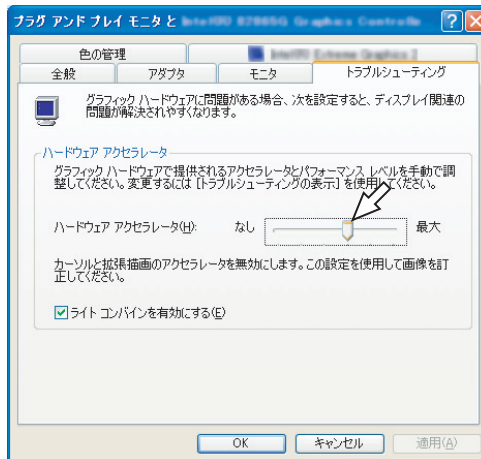 プラグ アンド プレイ モニタ と
色の管理
全般
アダプタ
モニタ
トラブルシューティング
グラフィック ハードウェアに問題がある場合、次を設定すると、ディスプレイ関連の
問題が解決されやすくなります。
ハードウェア アクセラレータ
グラフィック ハードウェアで提供されるアクセラレータとパフォーマンス レベルを手動で調
整してください。変更するには [トラブルシューティングの表示] を使用してください。
ハードウェア アクセラレータ(H):
なし
最大
カーソルと拡張描画のアクセラレータを無効にします。この設定を使用して画像を訂
正してください。
ライト コンバインを有効にする(E)
OK
キャンセル
適用(A)